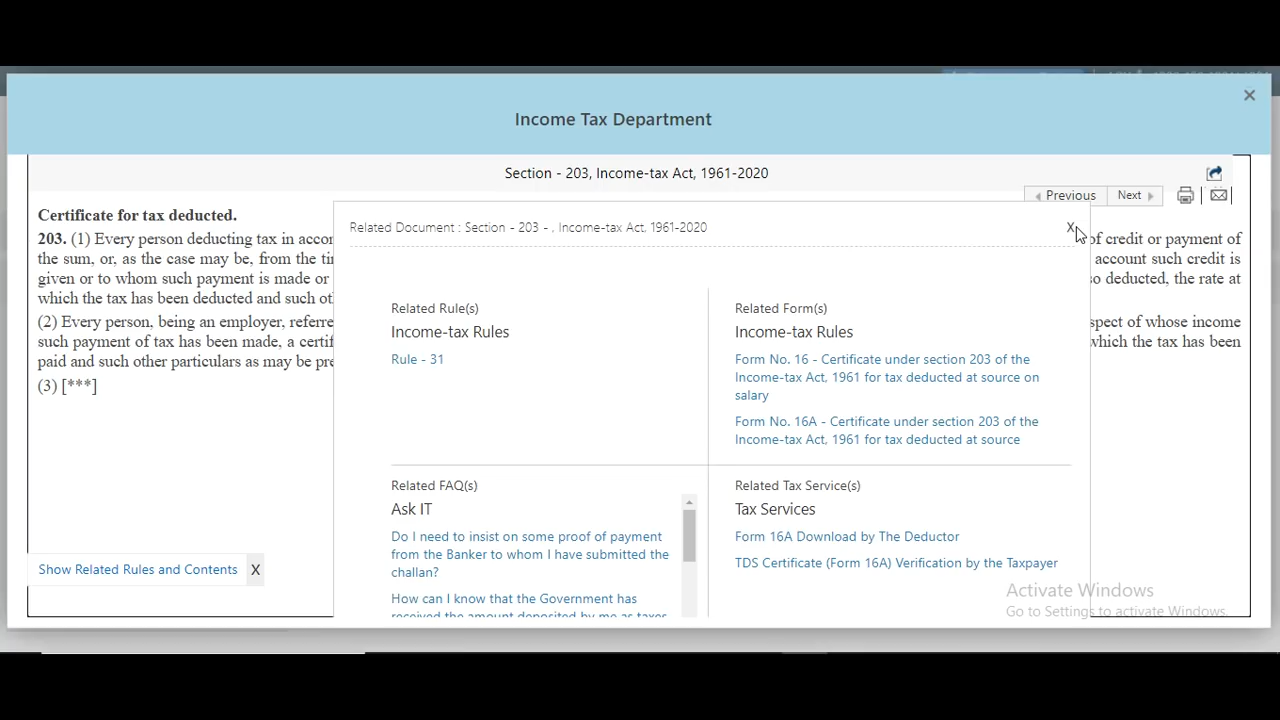 Income Tax Department
Section - 203, Income-tax Act, 1961-2020
Previous
Next
Certificate for tax deducted.
203. (1) Every person deducting tax in accor
of credit or payment of
the sum, or, as the case may be, from the ti
account such credit is
given or to whom such payment is made or
so deducted, the rate at
which the tax has been deducted and such ot
(2) Every person, being an employer, referre
spect of whose income
such payment of tax has been made, a certif
which the tax has been
paid and such other particulars as may be pre
(3) [***]
Related Document : Section - 203 - , Income-tax Act, 1961-2020
X
Related Rule(s)
Income-tax Rules
Rule - 31
Related Form(s)
Income-tax Rules
Form No. 16 - Certificate under section 203 of the
Income-tax Act, 1961 for tax deducted at source on
salary
Form No. 16A - Certificate under section 203 of the
Income-tax Act, 1961 for tax deducted at source
Related FAQ(s)
Ask IT
Do I need to insist on some proof of payment
from the Banker to whom I have submitted the
challan?
How can I know that the Government has
received the amount deposited by me as taxes
Related Tax Service(s)
Tax Services
Form 16A Download by The Deductor
TDS Certificate (Form 16A) Verification by the Taxpayer
Show Related Rules and Contents
X
Activate Windows
Go to Settings to activate Windows.